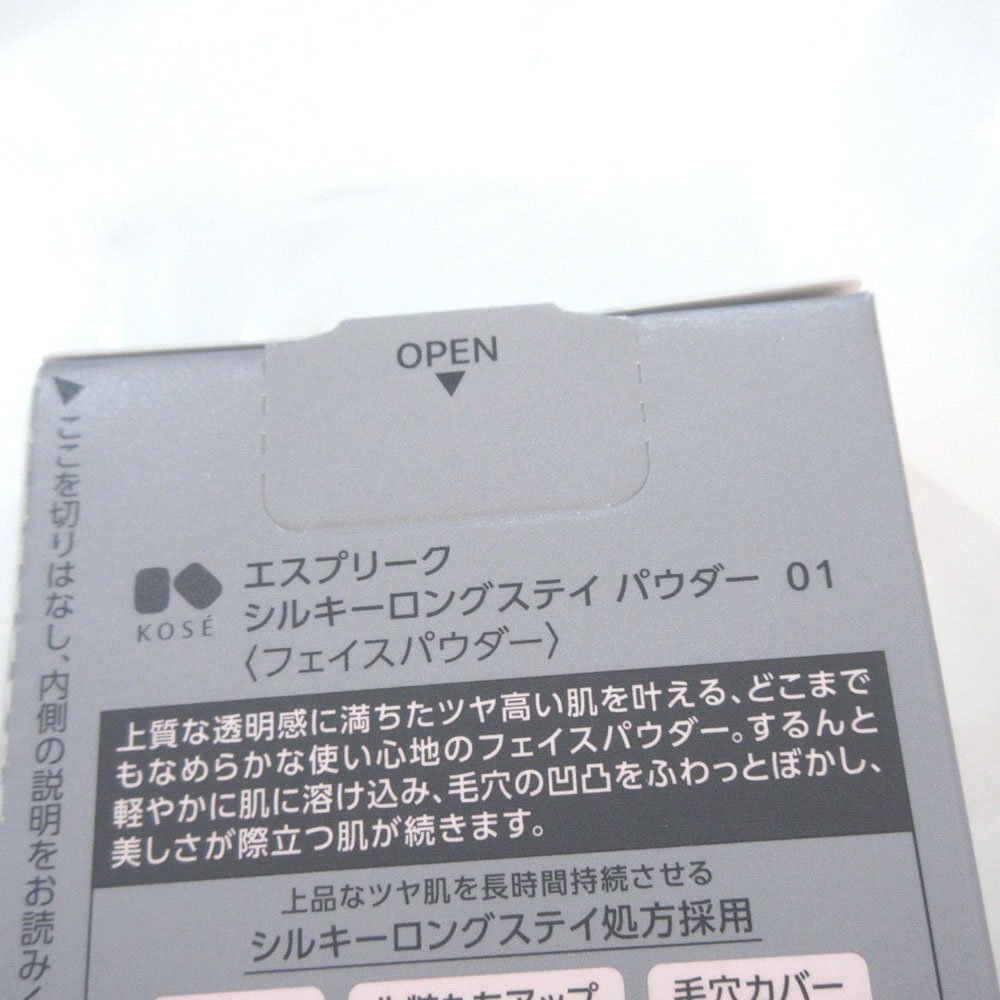 OPEN
ここを切りはなし、内側の説明をお読み
KOSÉ
エスプリーク
シルキーロングステイ パウダー 01
〈フェイスパウダー〉
上質な透明感に満ちたツヤ高い肌を叶える、どこまで
もなめらかな使い心地のフェイスパウダー。するんと
軽やかに肌に溶け込み、毛穴の凹凸をふわっとぼかし、
美しさが際立つ肌が続きます。
上品なツヤ肌を長時間持続させる
シルキーロングステイ処方採用
化粧もちアップ
毛穴カバー